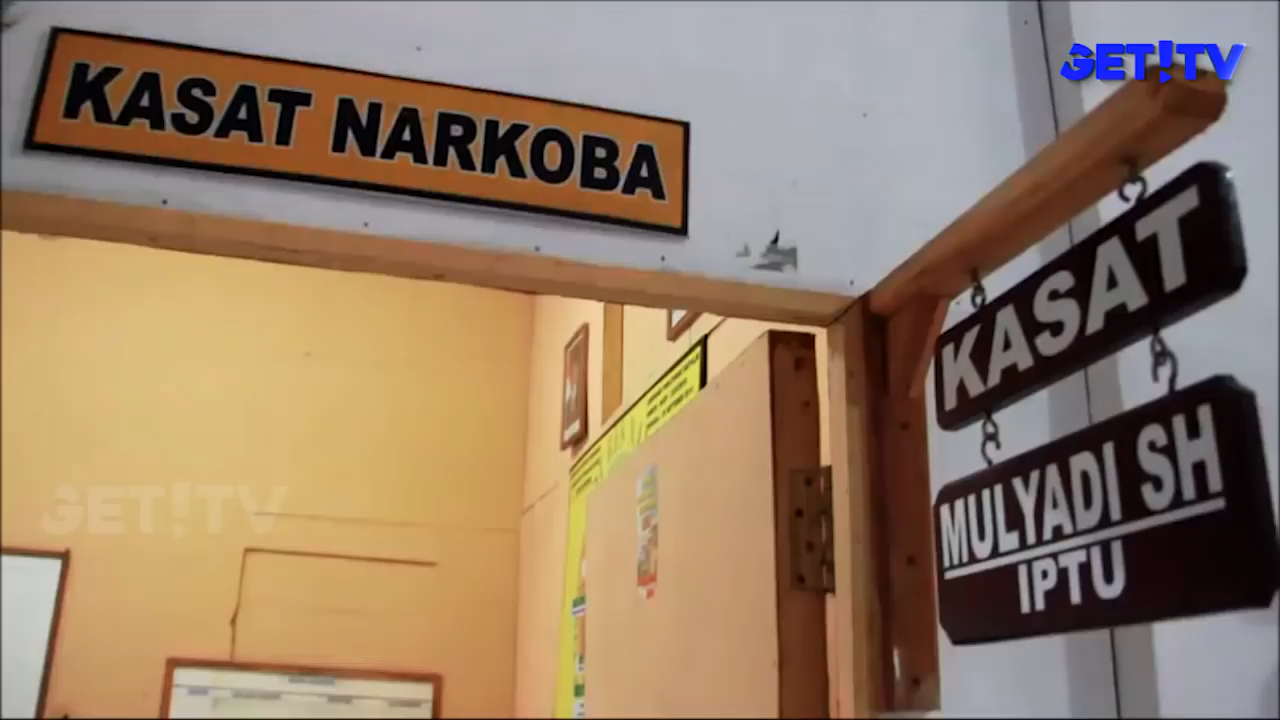 GET!TV
KASAT NARKOBA
KASAT
MULYADI SH
IPTU
GET!TV